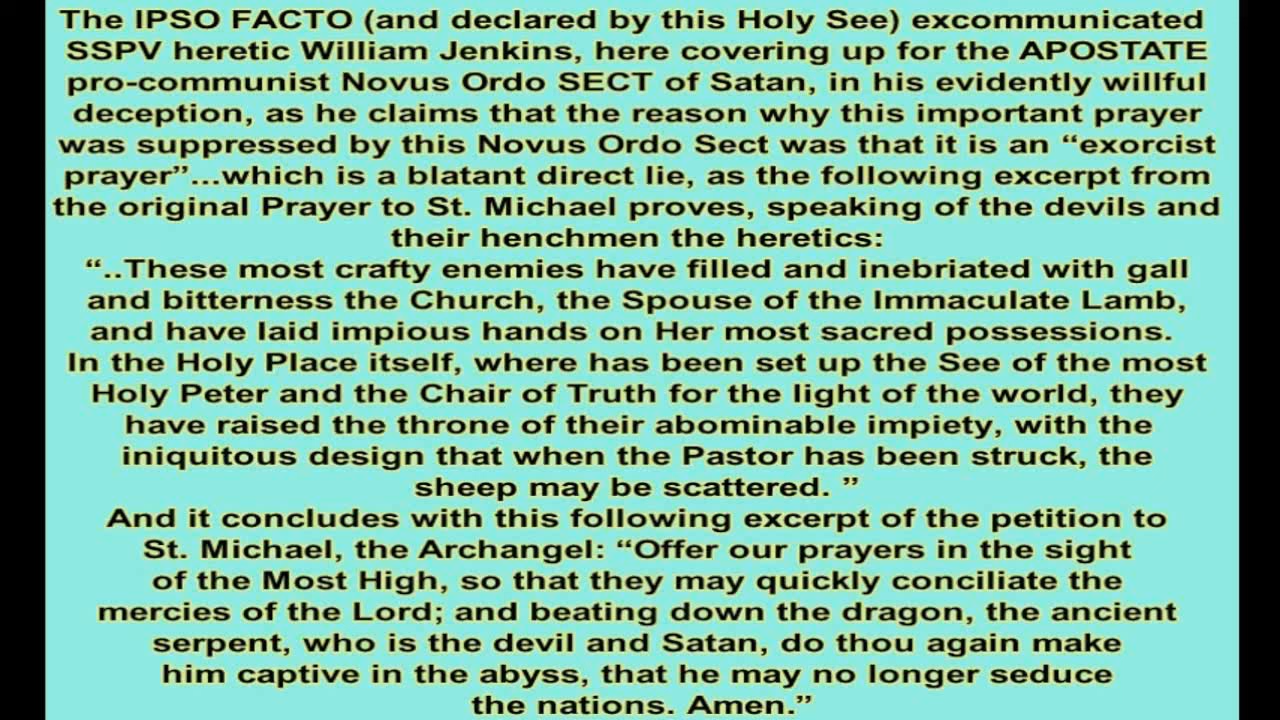 The IPSO FACTO (and declared by this Holy See) excommunicated
SSPV heretic William Jenkins, here covering up for the APOSTATE
pro-communist Novus Ordo SECT of Satan, in his evidently willful
deception, as he claims that the reason why this important prayer
was suppressed by this Novus Ordo Sect was that it is an “exorcist
prayer”...which is a blatant direct lie, as the following excerpt from
the original Prayer to St. Michael proves, speaking of the devils and
their henchmen the heretics:
“..These most crafty enemies have filled and inebriated with gall
and bitterness the Church, the Spouse of the Immaculate Lamb,
and have laid impious hands on Her most sacred possessions.
In the Holy Place itself, where has been set up the See of the most
Holy Peter and the Chair of Truth for the light of the world, they
have raised the throne of their abominable impiety, with the
iniquitous design that when the Pastor has been struck, the
sheep may be scattered. ”
And it concludes with this following excerpt of the petition to
St. Michael, the Archangel: “Offer our prayers in the sight
of the Most High, so that they may quickly conciliate the
mercies of the Lord; and beating down the dragon, the ancient
serpent, who is the devil and Satan, do thou again make
him captive in the abyss, that he may no longer seduce
the nations. Amen.”